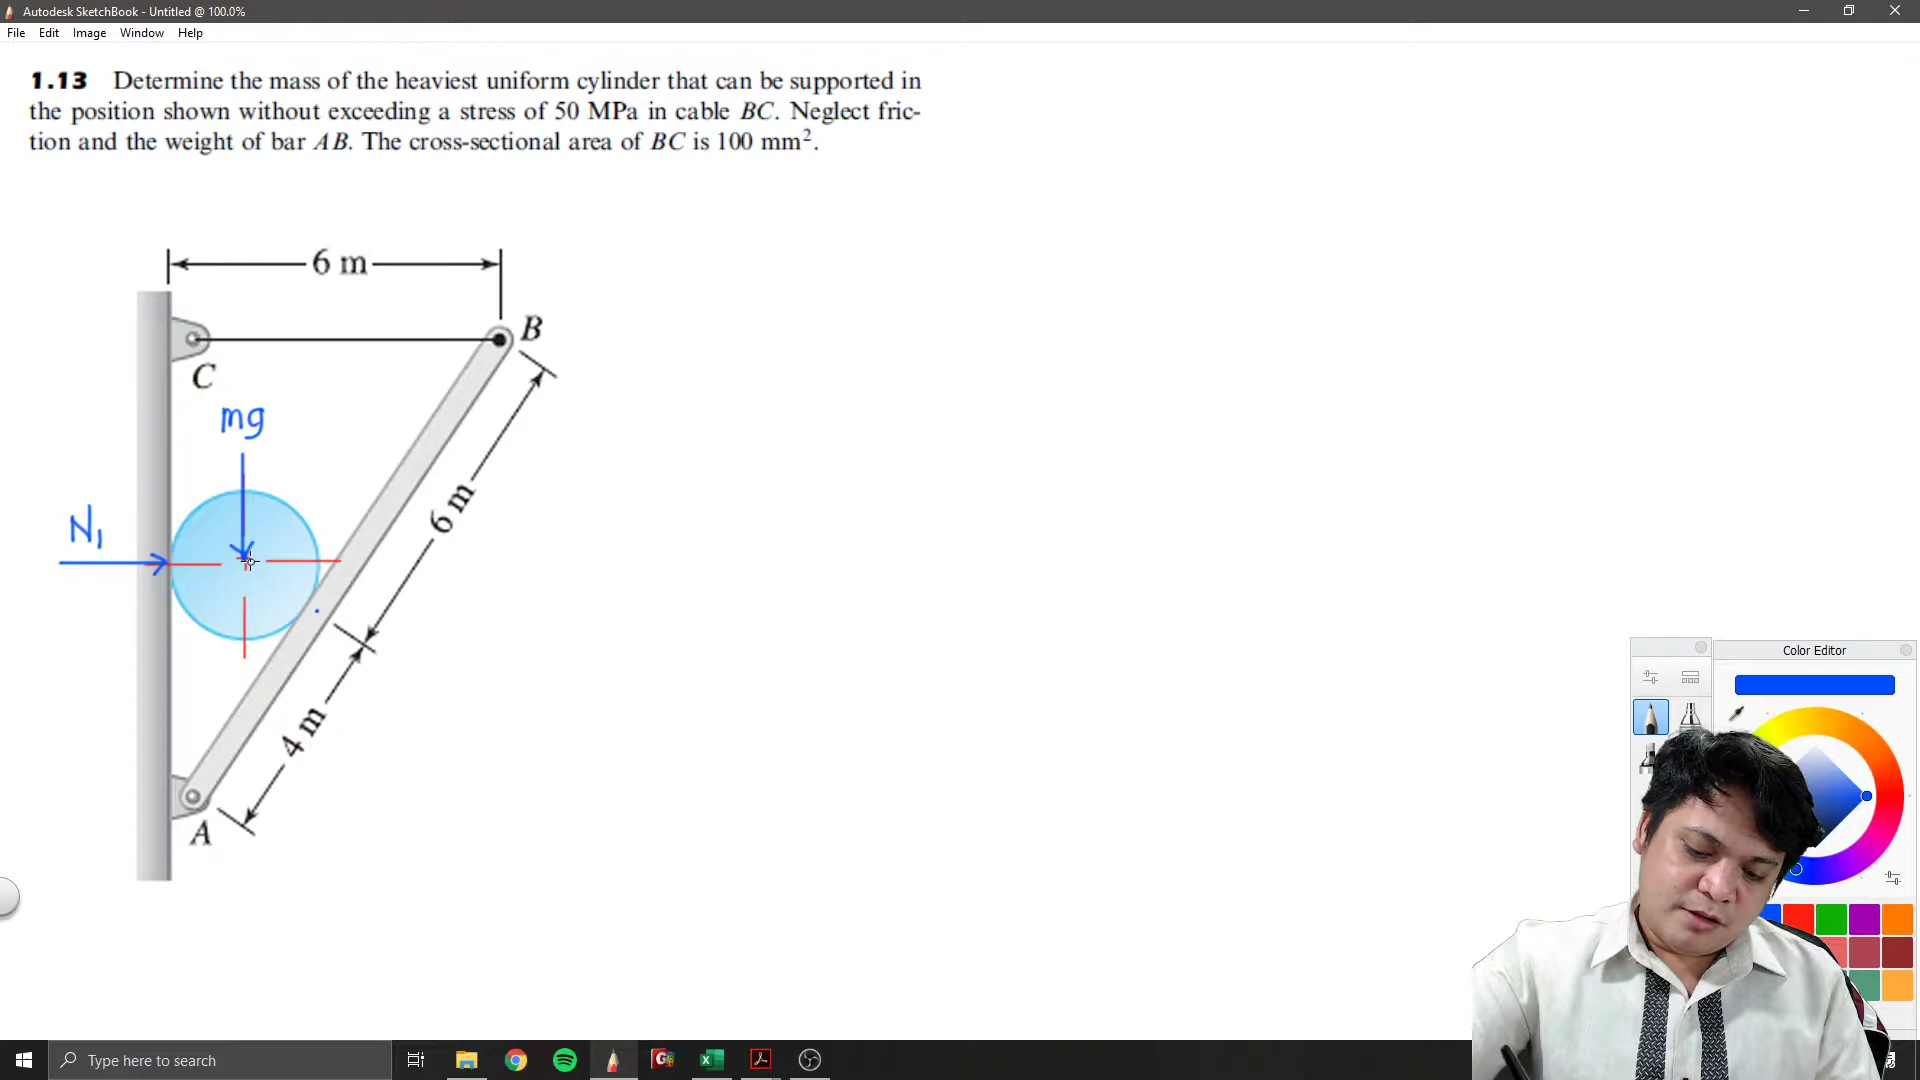 Autodesk SketchBook - Untitled @ 100.0%
File Edit Image Window Help
1.13 Determine the mass of the heaviest uniform cylinder that can be supported in
the position shown without exceeding a stress of 50 MPa in cable BC. Neglect fric-
tion and the weight of bar AB. The cross-sectional area of BC is 100 mm².
6 m
B
C
mg
N₁
6 m
4 m
A
Color Editor
Type here to search